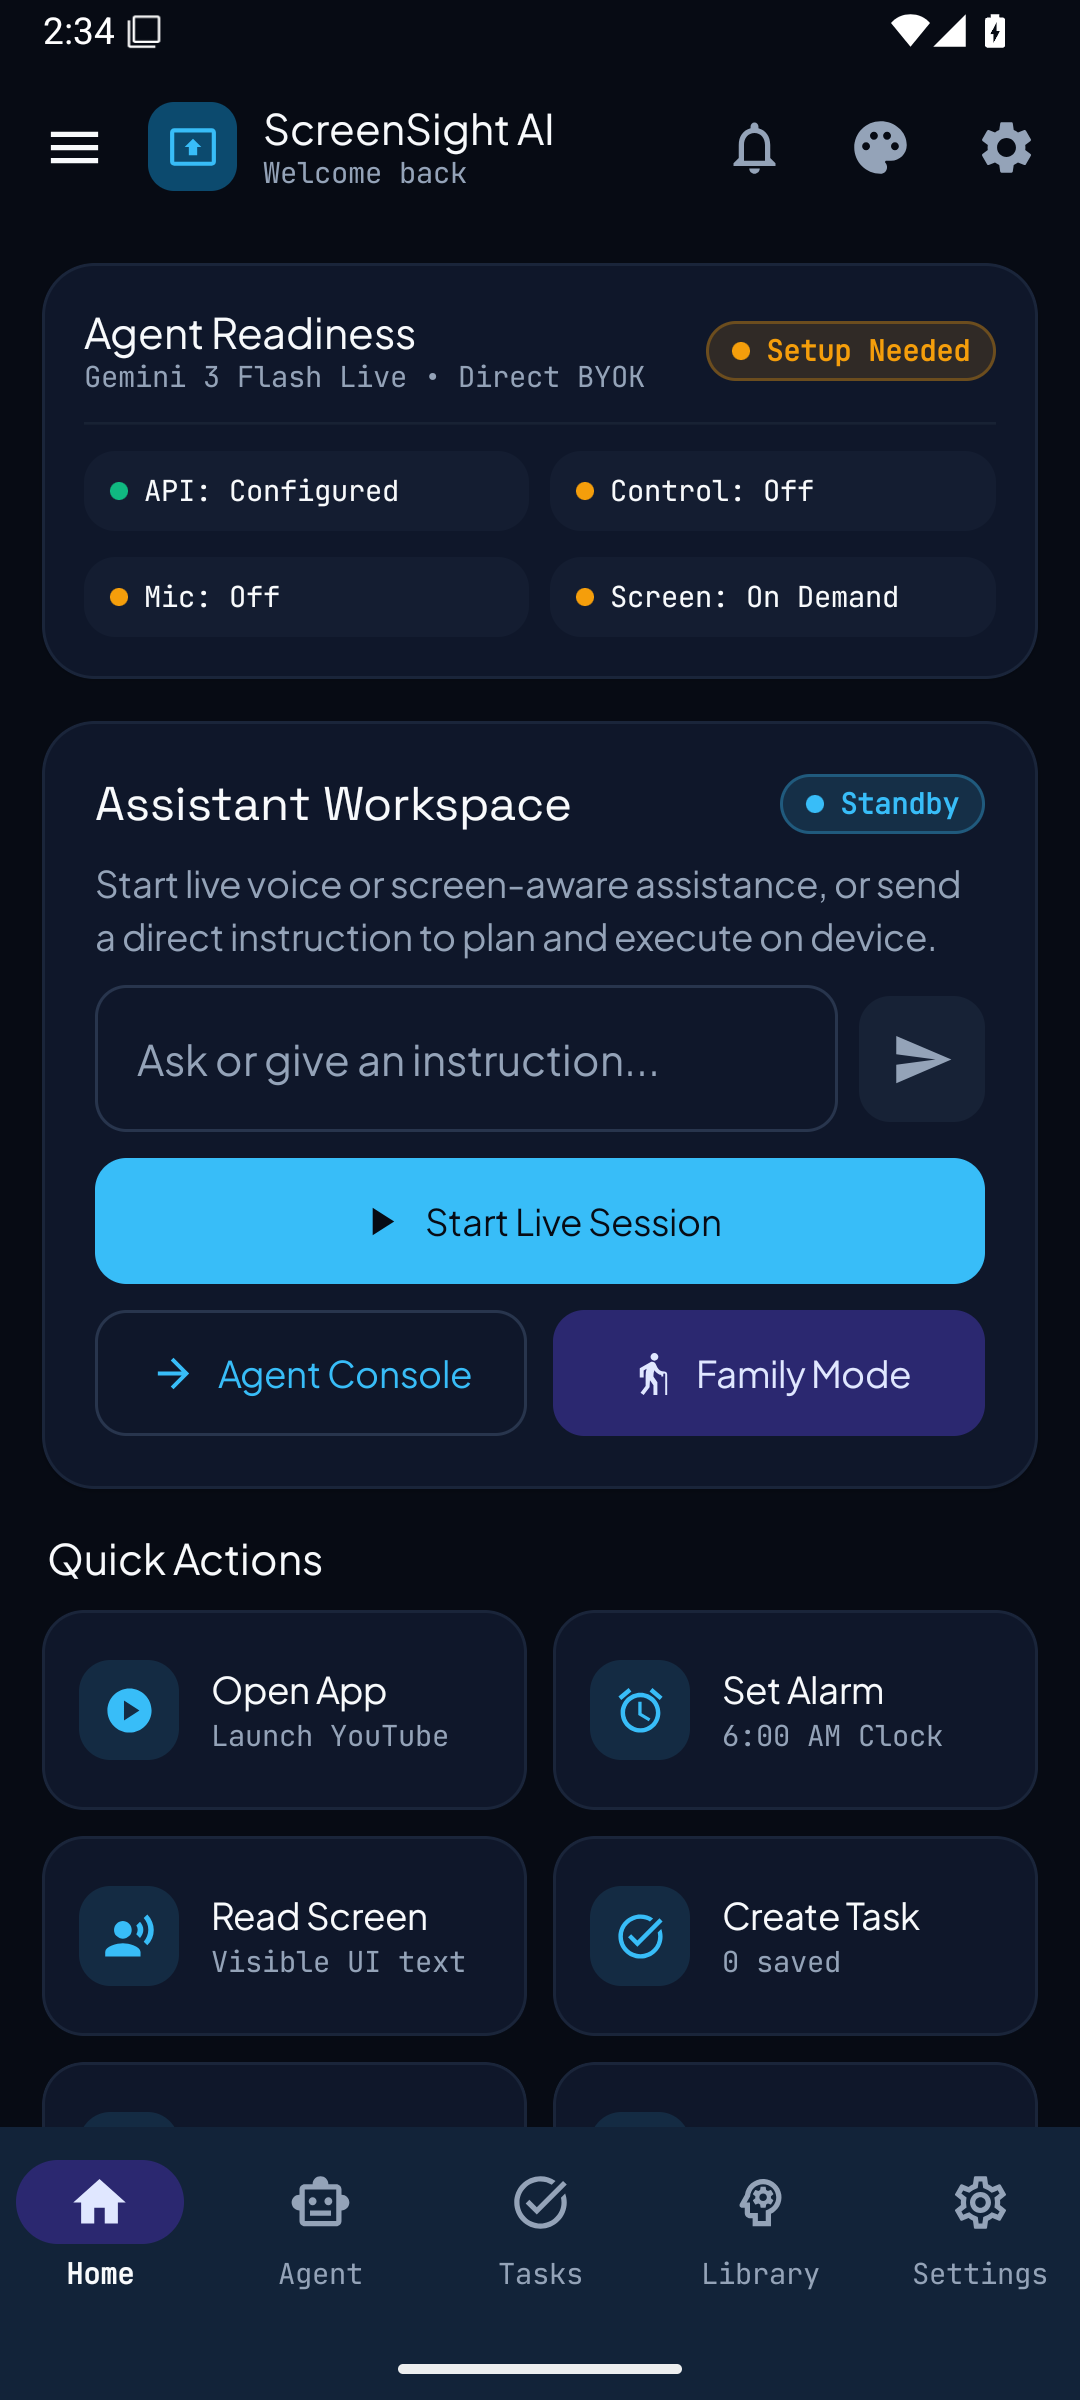 2:34
ScreenSight AI
Welcome back
Agent Readiness
Gemini 3 Flash Live • Direct BYOK
Setup Needed
API: Configured
Control: Off
Mic: Off
Screen: On Demand
Assistant Workspace
Standby
Start live voice or screen-aware assistance, or send
a direct instruction to plan and execute on device.
Ask or give an instruction...
Start Live Session
Agent Console
Family Mode
Quick Actions
Open App
Launch YouTube
Set Alarm
6:00 AM Clock
Read Screen
Visible UI text
Create Task
0 saved
Home
Agent
Tasks
Library
Settings